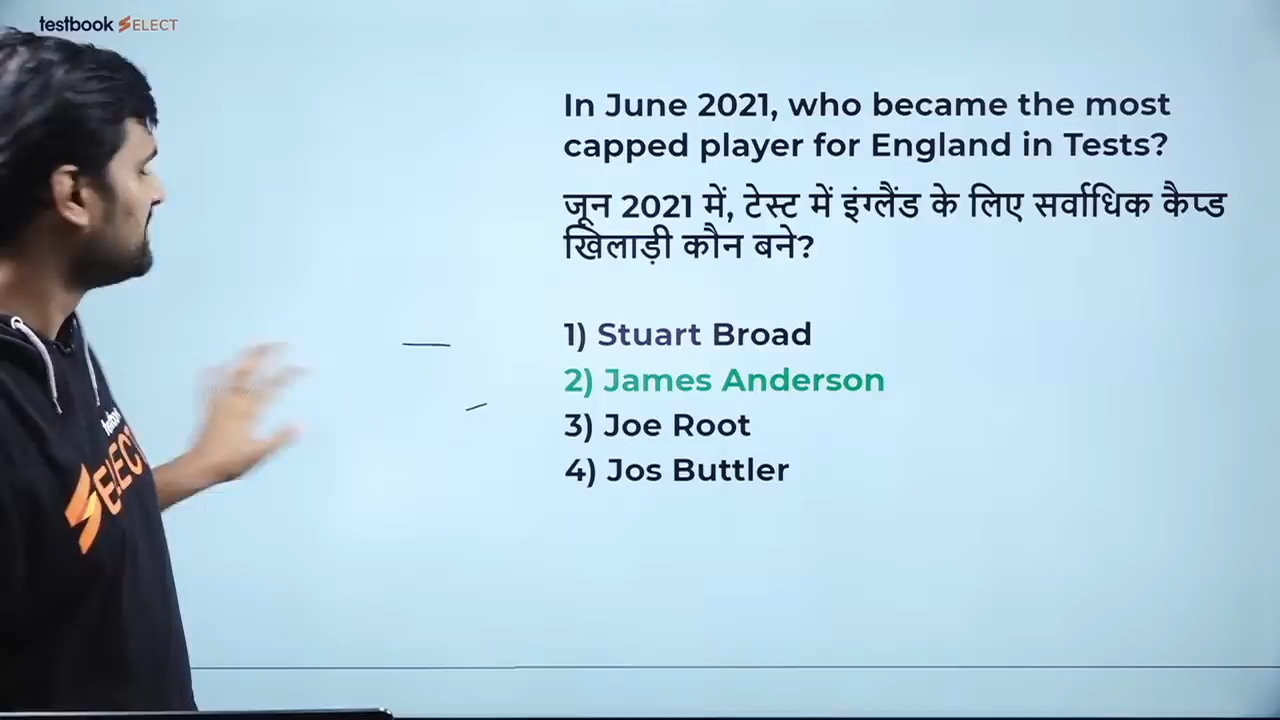 testbook SELECT
In June 2021, who became the most
capped player for England in Tests?
जून 2021 में, टेस्ट में इंग्लैंड के लिए सर्वाधिक कैप्ड
खिलाड़ी कौन बने?
1) Stuart Broad
2) James Anderson
3) Joe Root
4) Jos Buttler
SELECT